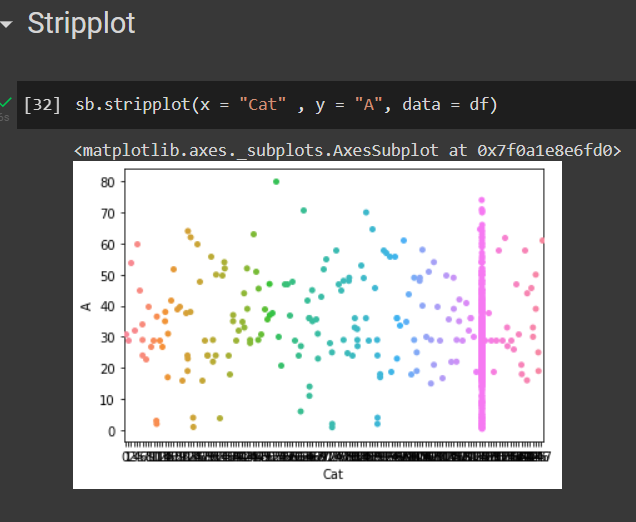 Stripplot
[32] sb.stripplot(x = "Cat" , y = "A", data = df)
6s
<matplotlib.axes._subplots.AxesSubplot at 0x7f0a1e8e6fd0>
80
70
60
50
40
30
20
10
0
A
Cat